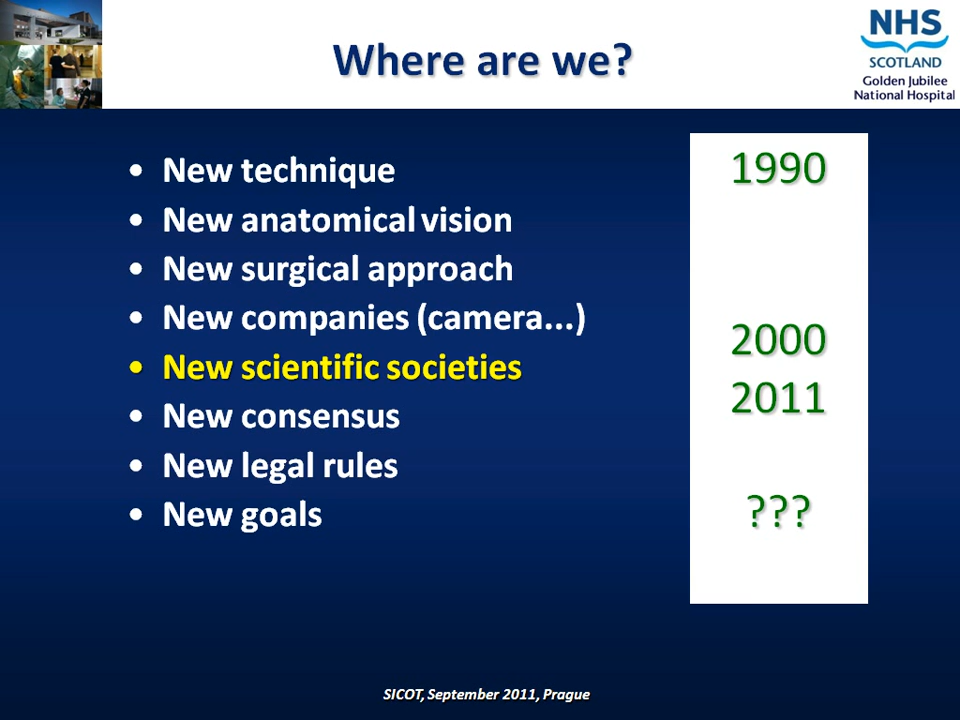 Where are we?
NHS
SCOTLAND
Golden Jubilee
National Hospital
• New technique
• New anatomical vision
• New surgical approach
• New companies (camera...)
• New scientific societies
• New consensus
• New legal rules
• New goals
1990
2000
2011
???
SICOT, September 2011, Prague